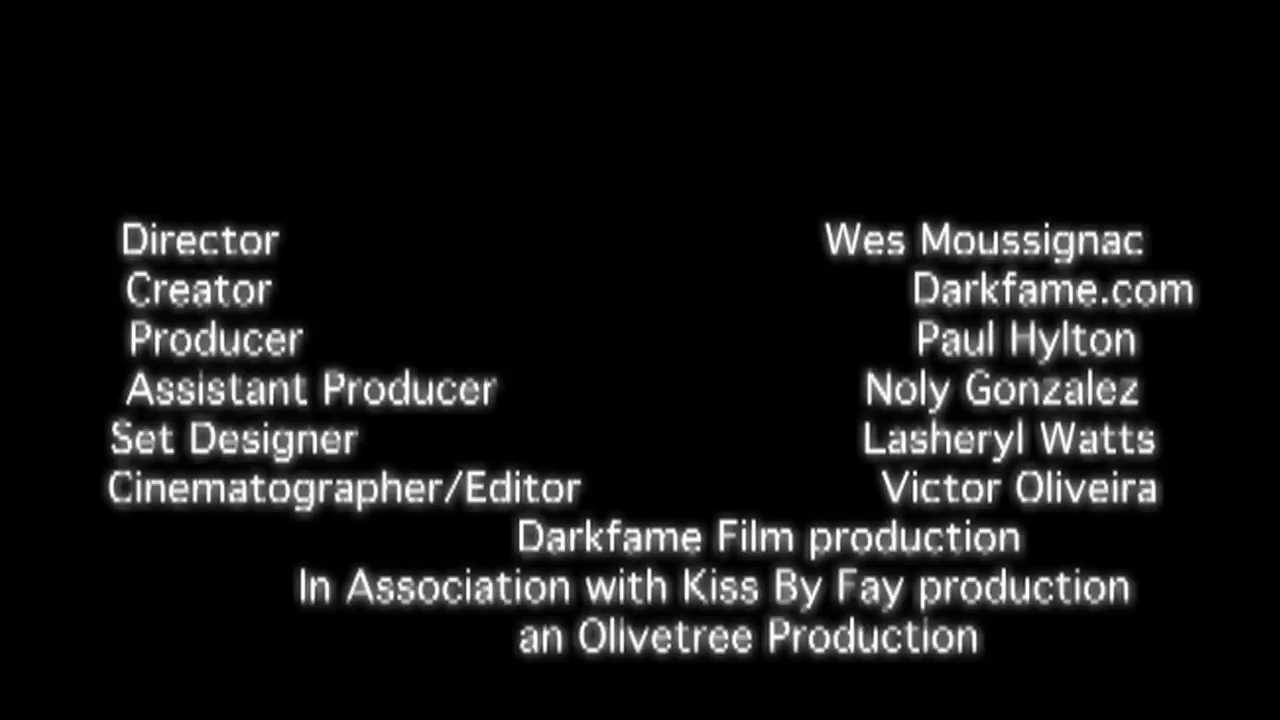 Director Wes Moussignac
Creator Darkfame.com
Producer Paul Hylton
Assistant Producer Noly Gonzalez
Set Designer Lasheryl Watts
Cinematographer/Editor Victor Oliveira
Darkfame Film production
In Association with Kiss By Fay production
an Olivetree Production